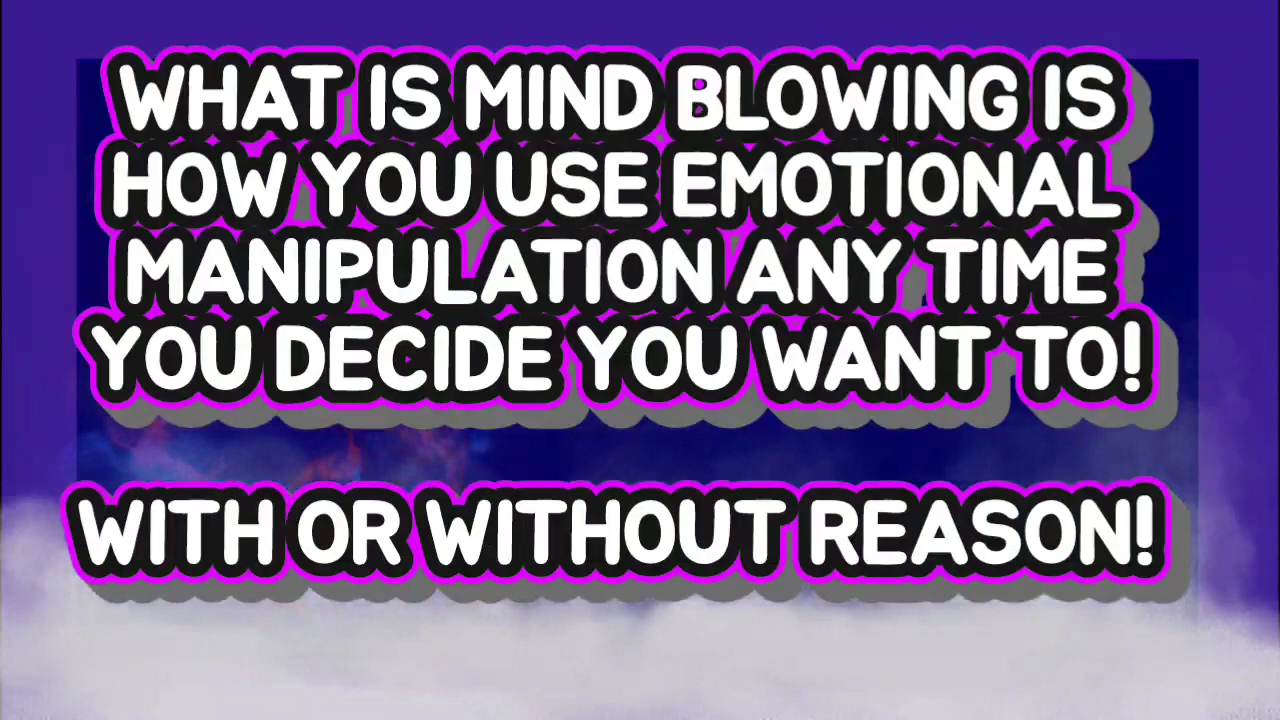 WHAT IS MIND BLOWING IS
HOW YOU USE EMOTIONAL
MANIPULATION ANY TIME
YOU DECIDE YOU WANT TO!
WITH OR WITHOUT REASON!